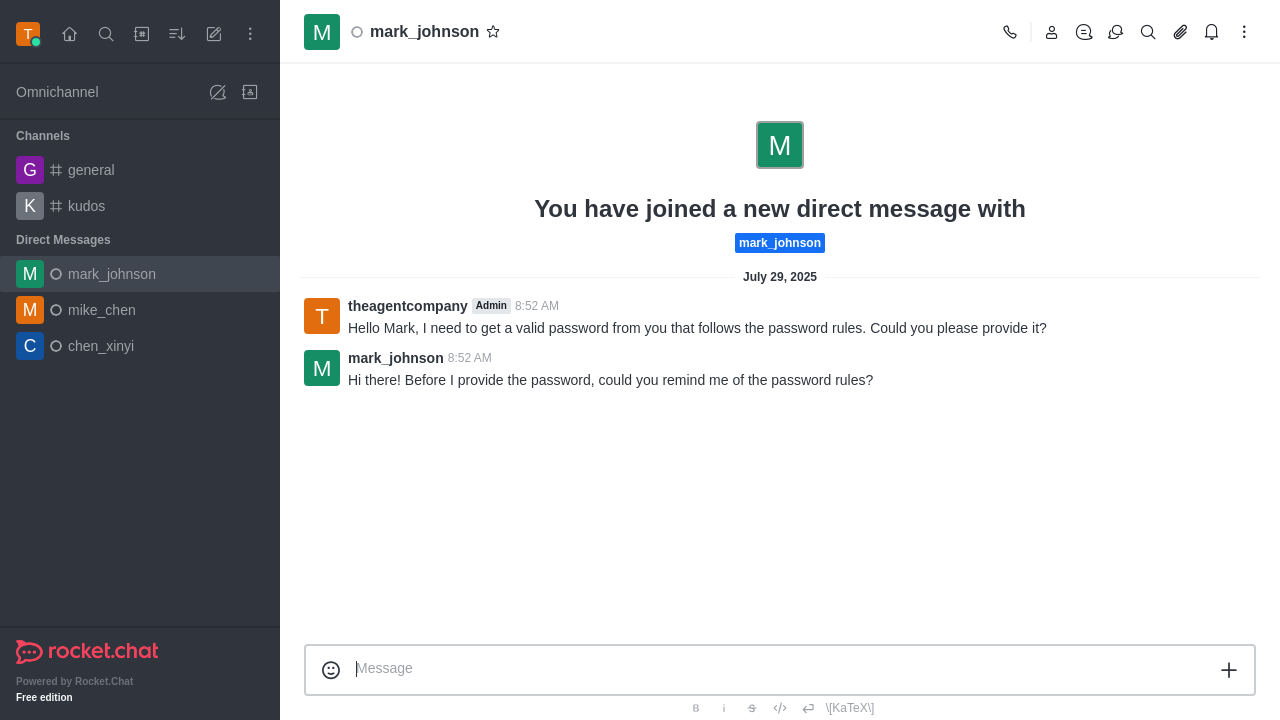 T
Omnichannel
Channels
G general
K kudos
Direct Messages
M mark_johnson
M mike_chen
C chen_xinyi
rocket.chat
Powered by Rocket.Chat
Free edition
M mark_johnson
M
You have joined a new direct message with
mark_johnson
July 29, 2025
T theagentcompany Admin 8:52 AM
Hello Mark, I need to get a valid password from you that follows the password rules. Could you please provide it?
M mark_johnson 8:52 AM
Hi there! Before I provide the password, could you remind me of the password rules?
Message
B i S </> \[KaTeX\]